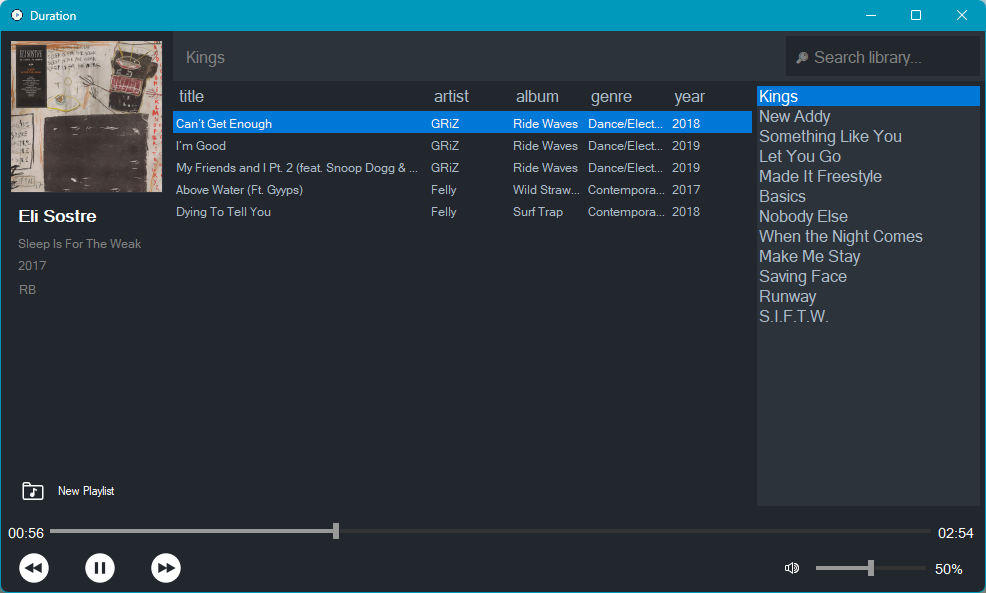 Duration
Kings
Search library...
ELI SOSTRE
title artist album genre year
Can't Get Enough GRiZ Ride Waves Dance/Elect... 2018
I'm Good GRiZ Ride Waves Dance/Elect... 2019
My Friends and I Pt. 2 (feat. Snoop Dogg & ... GRiZ Ride Waves Dance/Elect... 2019
Above Water (Ft. Gyyps) Felly Wild Straw... Contempora... 2017
Dying To Tell You Felly Surf Trap Contempora... 2018
Eli Sostre
Sleep Is For The Weak
2017
RB
Kings
New Addy
Something Like You
Let You Go
Made It Freestyle
Basics
Nobody Else
When the Night Comes
Make Me Stay
Saving Face
Runway
S.I.F.T.W.
New Playlist
00:56 02:54
50%